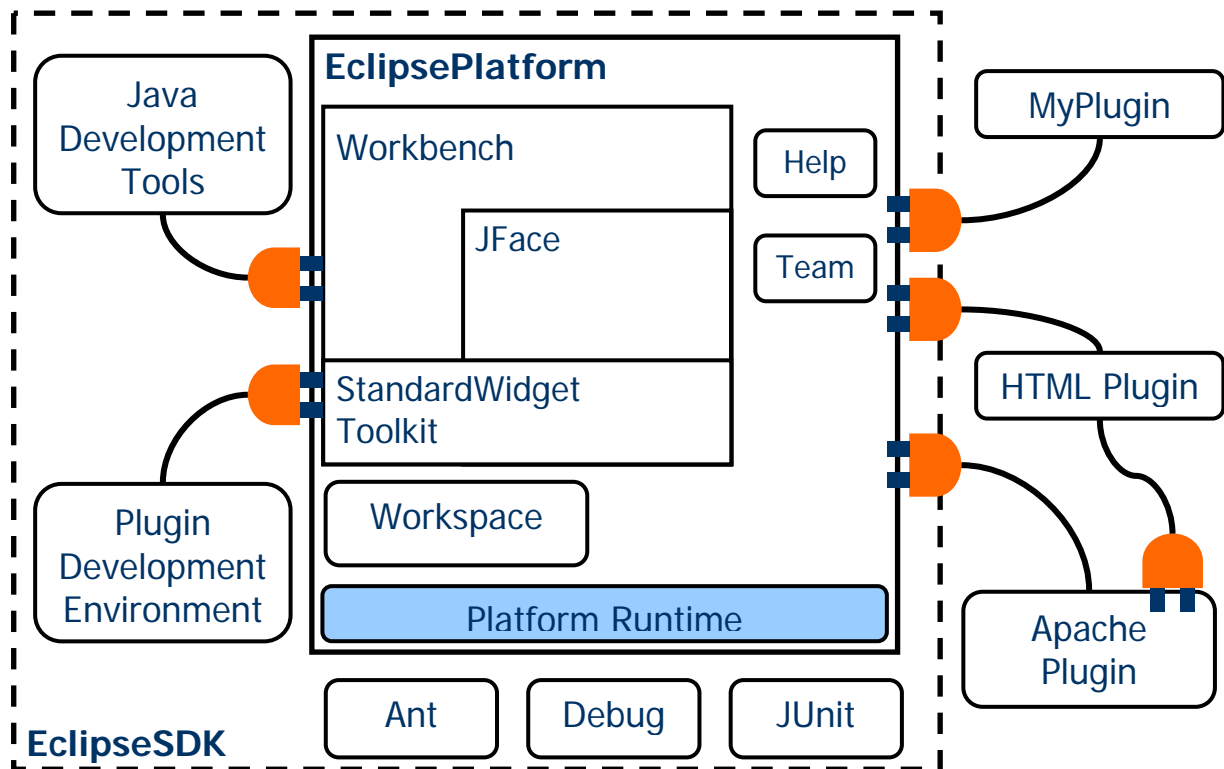 EclipsePlatform
Java
Development
Tools
Workbench
Help
MyPlugin
JFace
Team
StandardWidget
Toolkit
HTML Plugin
Workspace
Plugin
Development
Environment
Platform Runtime
Apache
Plugin
Ant
Debug
JUnit
EclipseSDK